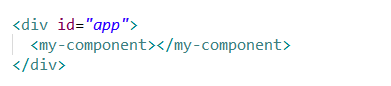 <div id="app">
  <my-component></my-component>
</div>